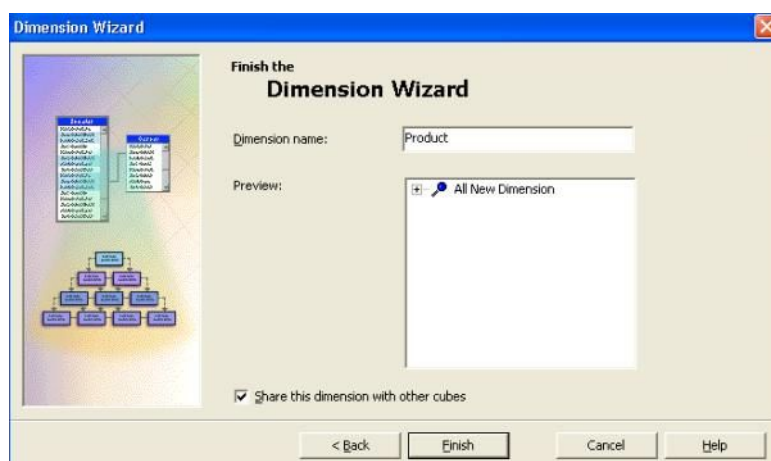 Dimension Wizard
Finish the
Dimension Wizard
Dimension name:
Product
Preview:
All New Dimension
Share this dimension with other cubes
< Back
Finish
Cancel
Help